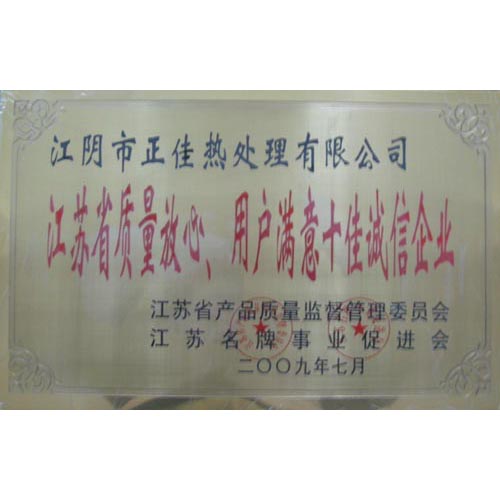 江阴市正佳热处理有限公司
江苏省质量放心、用户满意十佳诚信企业
江苏省产品质量监督管理委员会
江苏名牌事业促进会
二〇〇九年七月